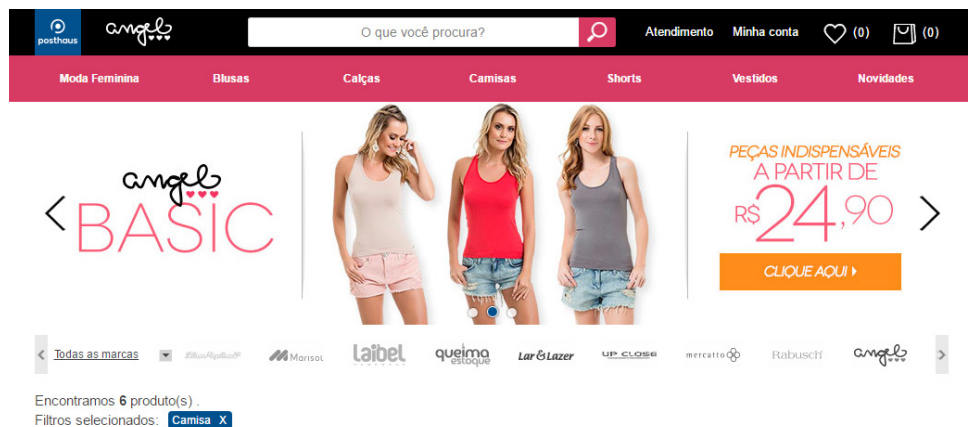 posthaus
angel
O que você procura?
Atendimento
Minha conta
(0)
(0)
Moda Feminina
Blusas
Calças
Camisas
Shorts
Vestidos
Novidades
angel
BASIC
PEÇAS INDISPENSÁVEIS
A PARTIR DE
R$24,90
CLIQUE AQUI
Todas as marcas
Marisol
laibel
queima
estoque
Lar & Lazer
UP CLOSE
mercatto
Rabusch
angel
Encontramos 6 produto(s) .
Filtros selecionados: Camisa X